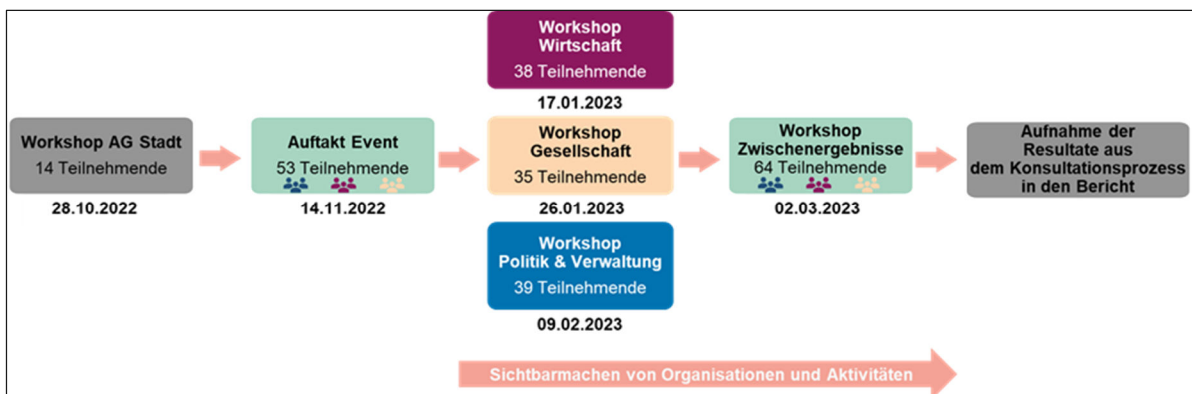 Workshop AG Stadt
14 Teilnehmende
28.10.2022
Auftakt Event
53 Teilnehmende
14.11.2022
Workshop
Wirtschaft
38 Teilnehmende
17.01.2023
Workshop
Gesellschaft
35 Teilnehmende
26.01.2023
Workshop
Politik & Verwaltung
39 Teilnehmende
09.02.2023
Workshop
Zwischenergebnisse
64 Teilnehmende
02.03.2023
Aufnahme der
Resultate aus
dem Konsultationsprozess
in den Bericht
Sichtbarmachen von Organisationen und Aktivitäten